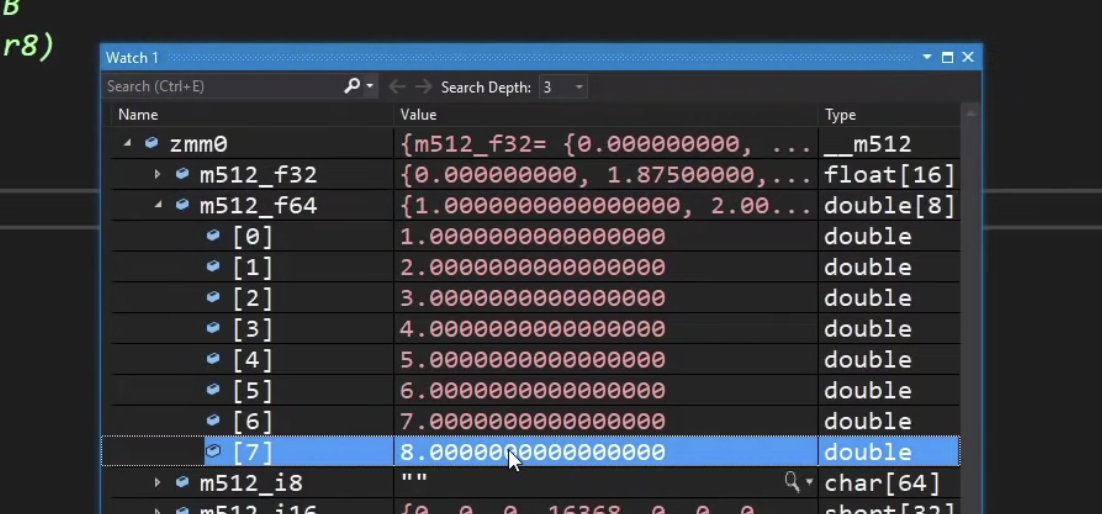 B
r8)
Watch 1
Search (Ctrl+E) Search Depth: 3
Name Value Type
zmm0 {m512_f32= {0.000000000, ... __m512
m512_f32 {0.000000000, 1.87500000,... float[16]
m512_f64 {1.0000000000000000, 2.00... double[8]
[0] 1.0000000000000000 double
[1] 2.0000000000000000 double
[2] 3.0000000000000000 double
[3] 4.0000000000000000 double
[4] 5.0000000000000000 double
[5] 6.0000000000000000 double
[6] 7.0000000000000000 double
[7] 8.0000000000000000 double
m512_i8 "" char[64]
m512_i16 {0, 0, 0, 16368, 0, 0, 0, short[32]